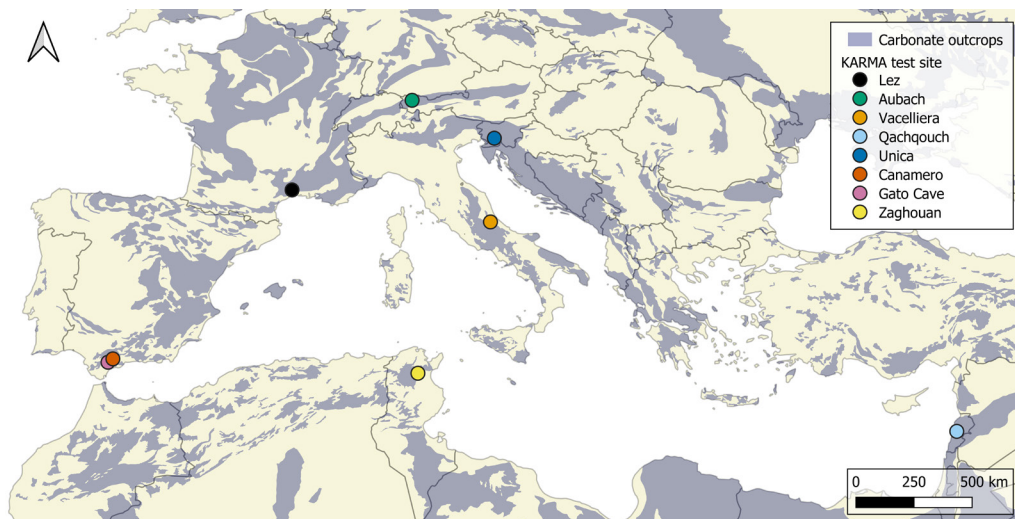 Carbonate outcrops
KARMA test site
Lez
Aubach
Vacelliera
Qachqouch
Unica
Canamero
Gato Cave
Zaghouan
0 250 500 km